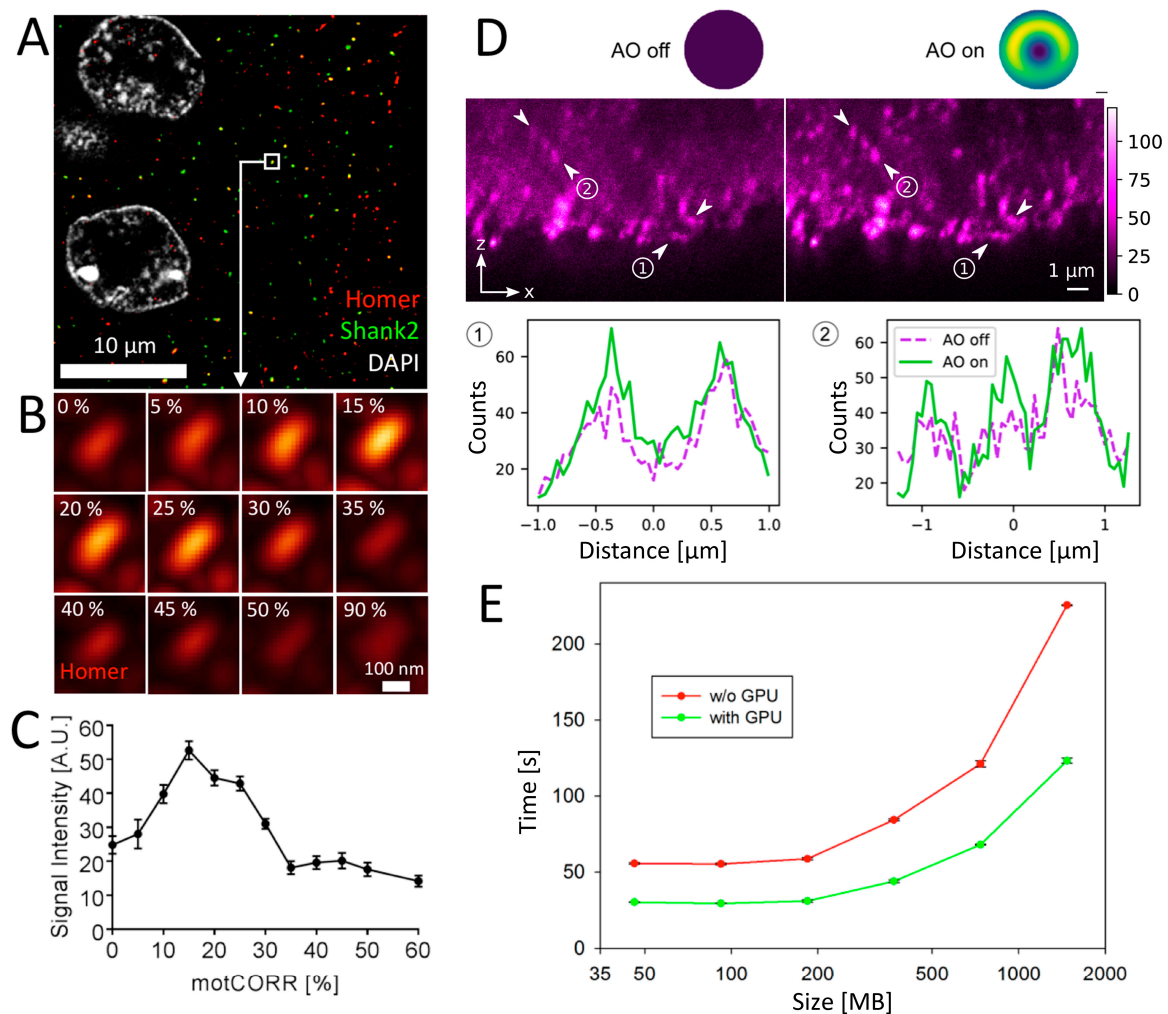 A
Homer
Shank2
DAPI
10 µm
B
0 % 5 % 10 % 15 %
20 % 25 % 30 % 35 %
40 % 45 % 50 % 90 %
Homer
100 nm
C
Signal Intensity [A.U.]
60
50
40
30
20
10
0
0 10 20 30 40 50 60
motCORR [%]
D
AO off
AO on
2
2
1
1
z
x
1 µm
100
75
50
25
0
1
Counts
60
40
20
−1.0 −0.5 0.0 0.5 1.0
Distance [µm]
2
AO off
AO on
Counts
60
50
40
30
20
−1 0 1
Distance [µm]
E
w/o GPU
with GPU
Time [s]
200
150
100
50
0
35 50 100 200 500 1000 2000
Size [MB]